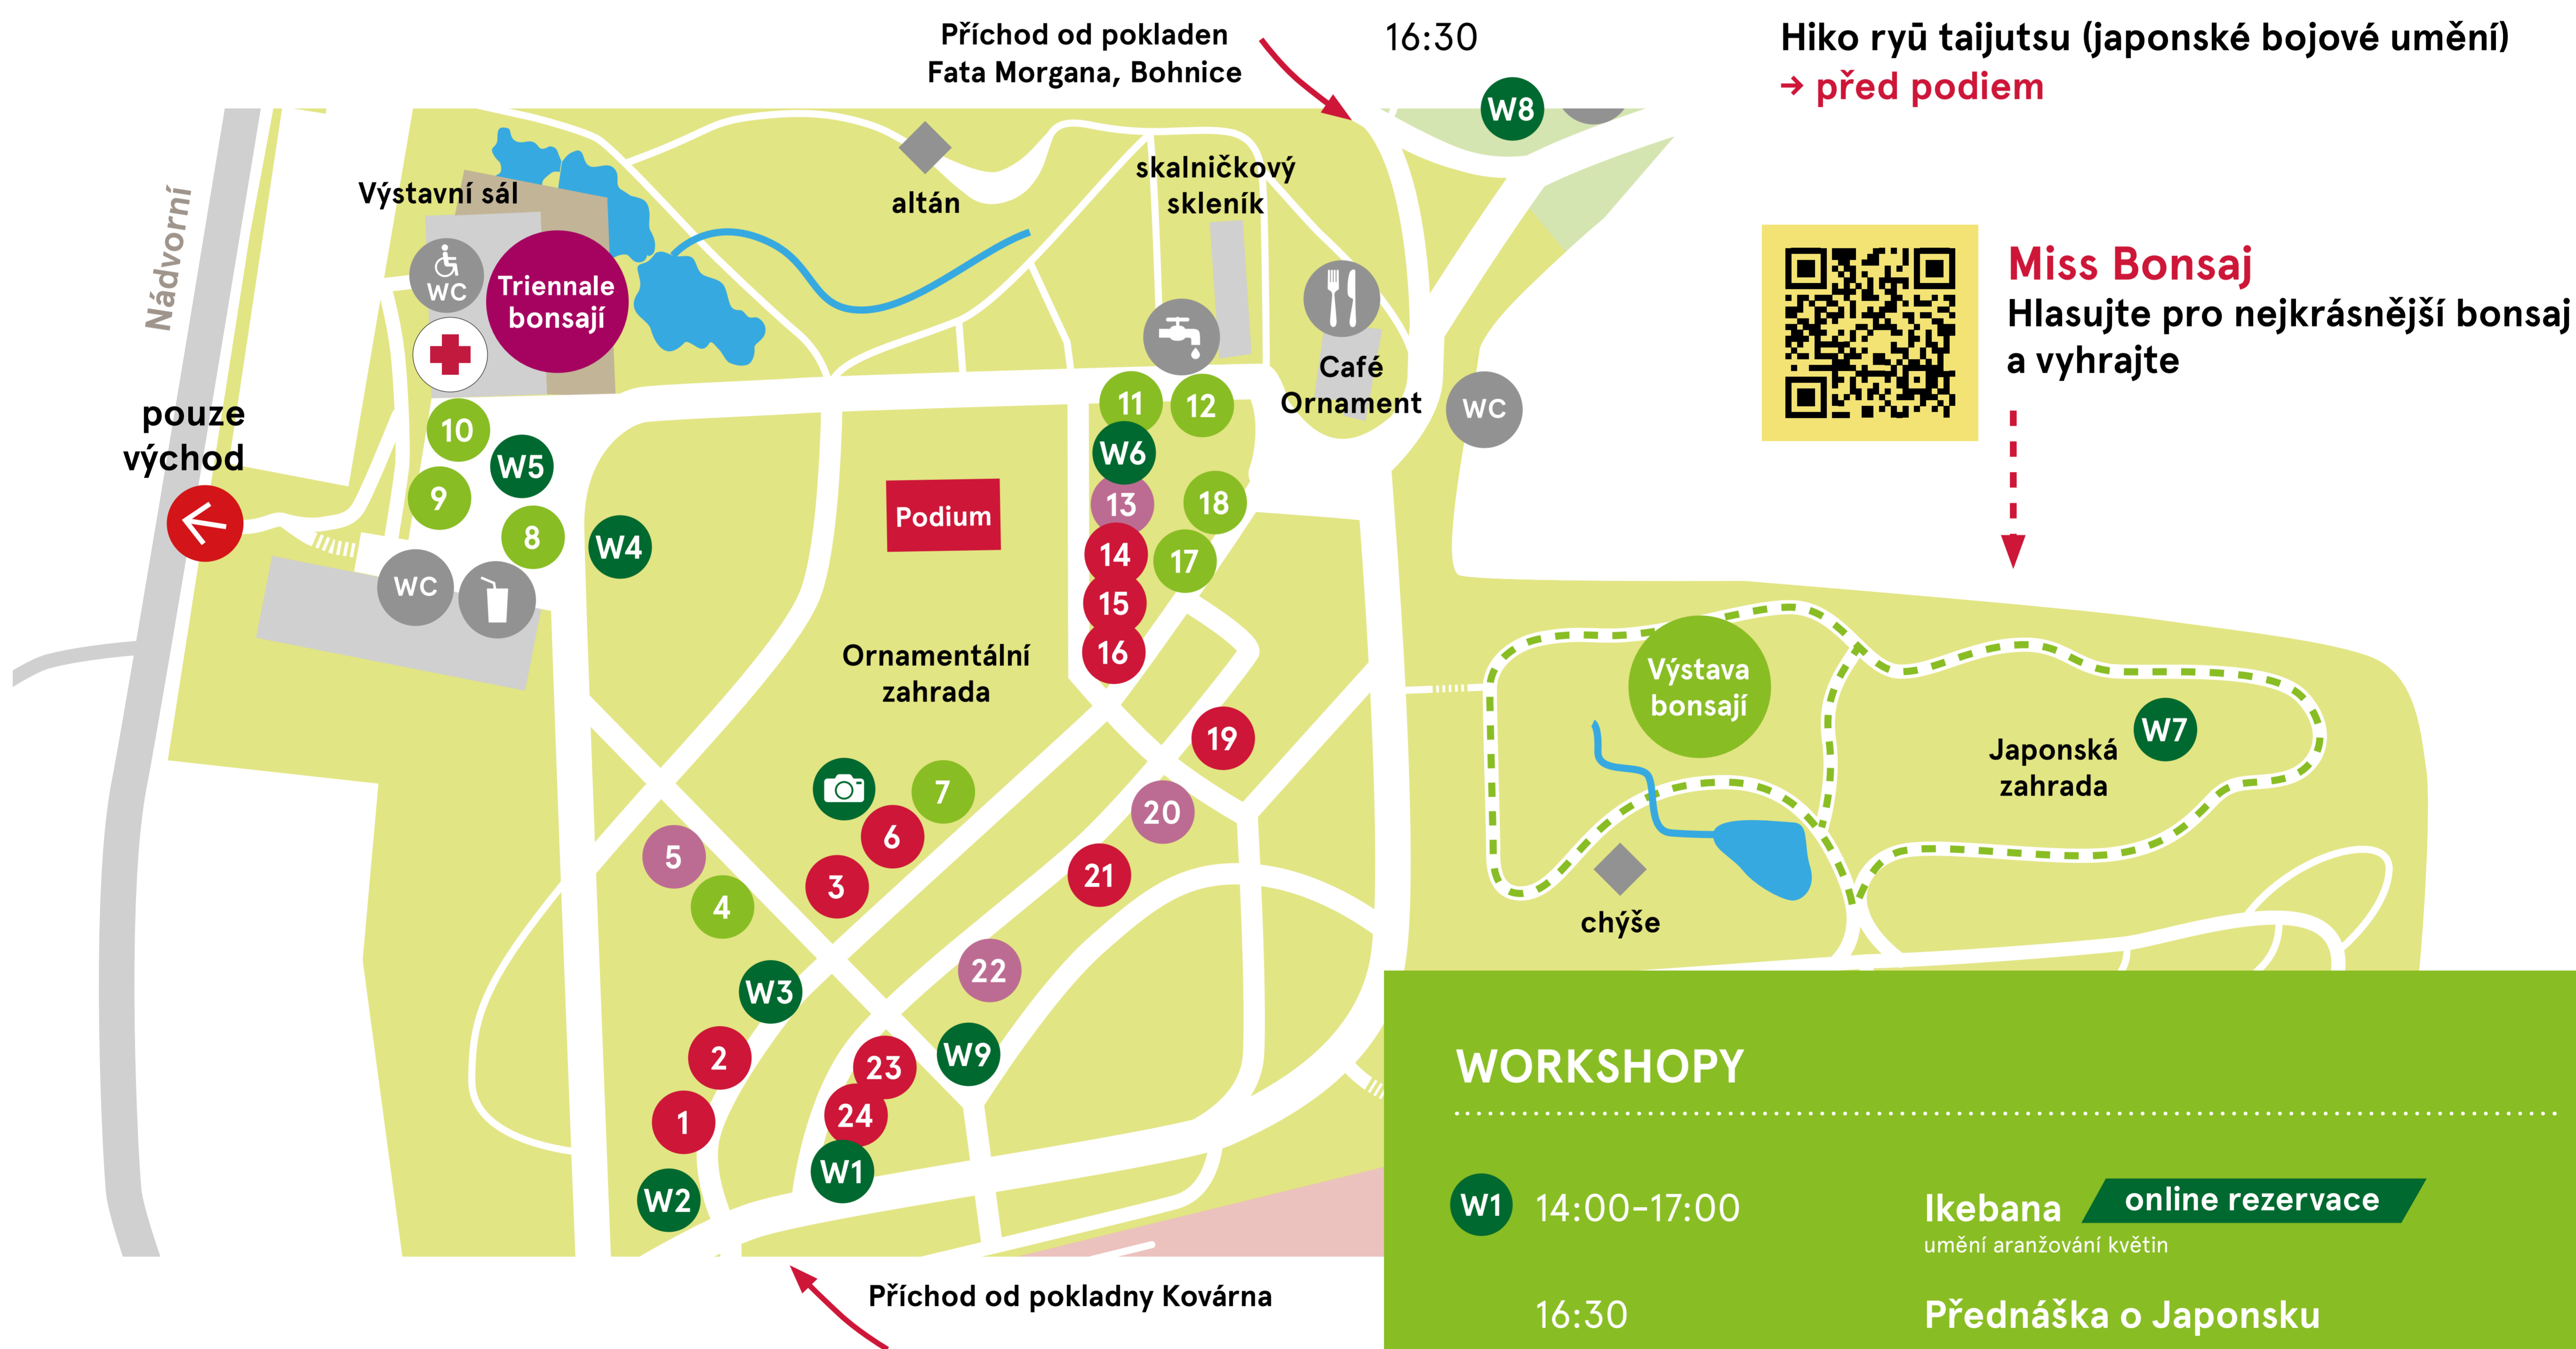 Příchod od pokladen
Fata Morgana, Bohnice
16:30
Hiko ryū taijutsu (japonské bojové umění)
→ před podiem
W8
Nádvorní
Výstavní sál
WC
Triennale
bonsají
altán
skalničkový
skleník
Café
Ornament
WC
Miss Bonsaj
Hlasujte pro nejkrásnější bonsaj
a vyhrajte
pouze
východ
10
W5
9
8
W4
WC
Podium
11
12
W6
13
18
14
17
15
16
Ornamentální
zahrada
19
Výstava
bonsají
Japonská
zahrada
W7
chýše
7
6
3
5
4
20
21
22
W3
2
1
W2
23
W9
24
W1
Příchod od pokladny Kovárna
WORKSHOPY
W1 14:00–17:00 Ikebana online rezervace
umění aranžování květin
16:30 Přednáška o Japonsku